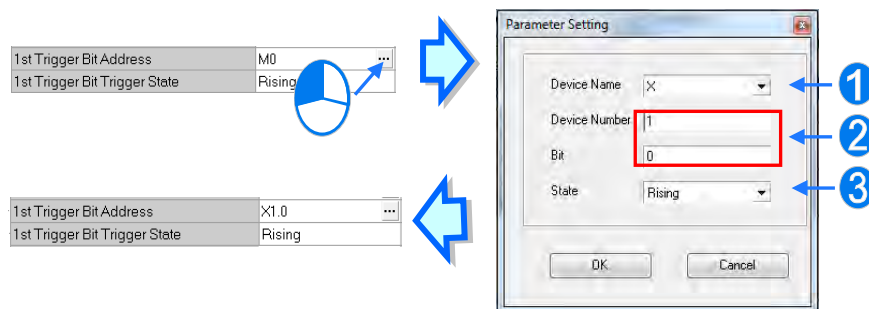 1st Trigger Bit Address M0 ...
1st Trigger Bit Trigger State Rising
Parameter Setting
Device Name X
1
Device Number 1
2
Bit 0
State Rising
3
OK Cancel
1st Trigger Bit Address X1.0 ...
1st Trigger Bit Trigger State Rising